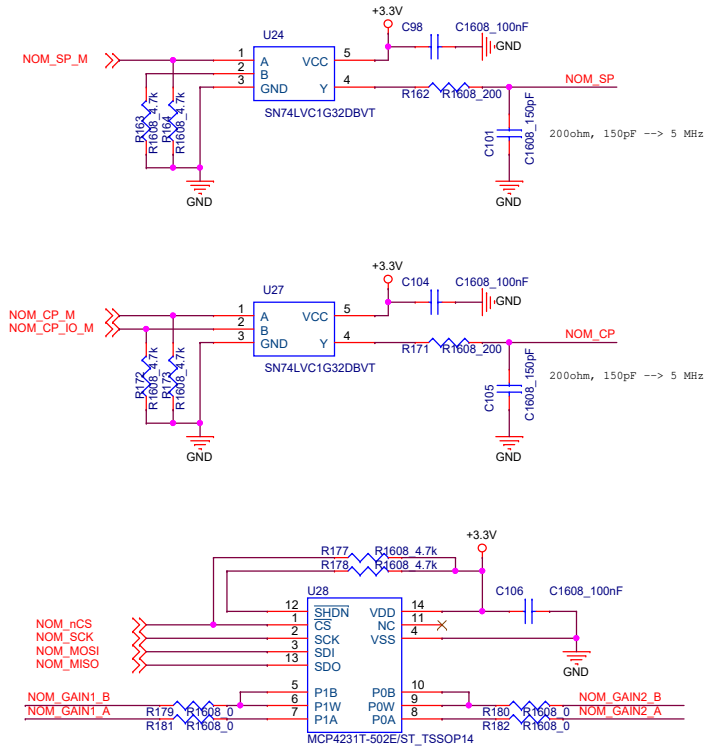 +3.3V
U24
C98 C1608_100nF
GND
NOM_SP_M
1 A VCC 5
2 B
3 GND Y 4
SN74LVC1G32DBVT
R162 R1608_200
NOM_SP
R163
R1608_4.7k
R164
R1608_4.7k
C101
C1608_150pF
200ohm, 150pF --> 5 MHz
GND
GND
+3.3V
U27
C104 C1608_100nF
GND
NOM_CP_M
NOM_CP_IO_M
1 A VCC 5
2 B
3 GND Y 4
SN74LVC1G32DBVT
R171 R1608_200
NOM_CP
R172
R1608_4.7k
R173
R1608_4.7k
C105
C1608_150pF
200ohm, 150pF --> 5 MHz
GND
GND
+3.3V
R177 R1608_4.7k
R178 R1608_4.7k
U28
C106 C1608_100nF
GND
NOM_nCS
NOM_SCK
NOM_MOSI
NOM_MISO
12 SHDN VDD 14
1 CS NC 11
2 SCK VSS 4
3 SDI
13 SDO
5 P1B P0B 10
6 P1W P0W 9
7 P1A P0A 8
NOM_GAIN1_B
R179 R1608_0
NOM_GAIN1_A
R181 R1608_0
NOM_GAIN2_B
R180 R1608_0
NOM_GAIN2_A
R182 R1608_0
MCP4231T-502E/ST_TSSOP14